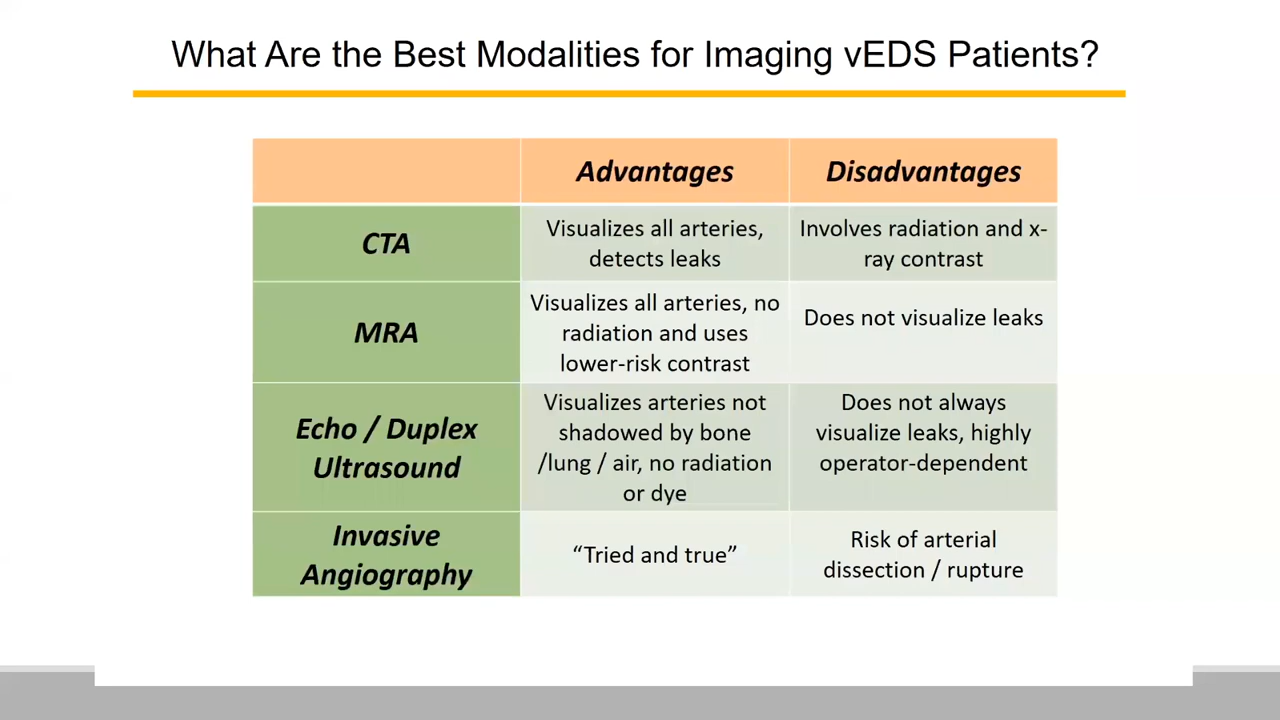 What Are the Best Modalities for Imaging vEDS Patients?
Advantages
Disadvantages
CTA
Visualizes all arteries,
detects leaks
Involves radiation and x-
ray contrast
MRA
Visualizes all arteries, no
radiation and uses
lower-risk contrast
Does not visualize leaks
Echo / Duplex
Ultrasound
Visualizes arteries not
shadowed by bone
/lung / air, no radiation
or dye
Does not always
visualize leaks, highly
operator-dependent
Invasive
Angiography
“Tried and true”
Risk of arterial
dissection / rupture